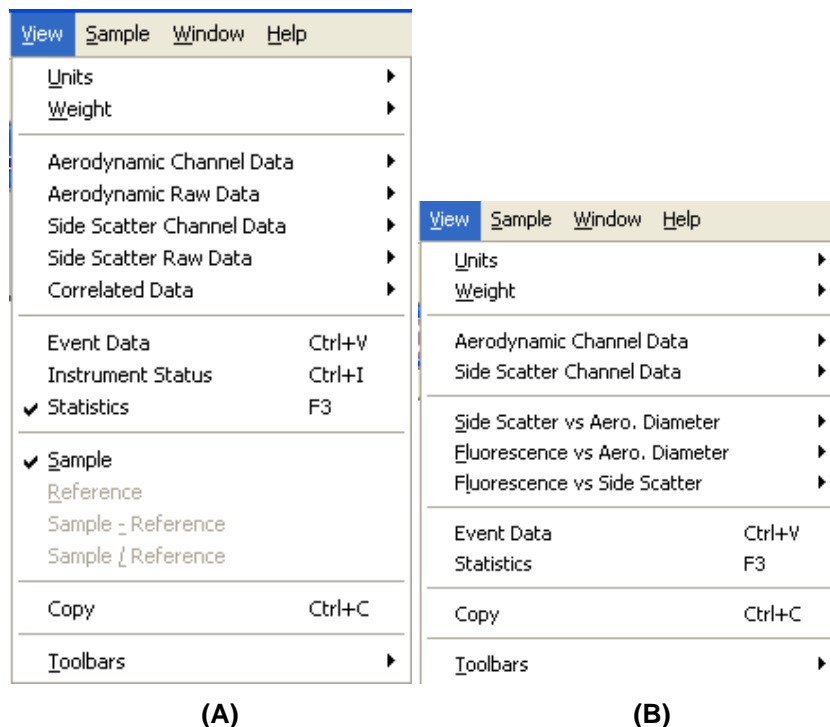 View Sample Window Help
Units
Weight
Aerodynamic Channel Data
Aerodynamic Raw Data
Side Scatter Channel Data
Side Scatter Raw Data
Correlated Data
Event Data Ctrl+V
Instrument Status Ctrl+I
Statistics F3
Sample
Reference
Sample - Reference
Sample / Reference
Copy Ctrl+C
Toolbars
(A)
View Sample Window Help
Units
Weight
Aerodynamic Channel Data
Side Scatter Channel Data
Side Scatter vs Aero. Diameter
Fluorescence vs Aero. Diameter
Fluorescence vs Side Scatter
Event Data Ctrl+V
Statistics F3
Copy Ctrl+C
Toolbars
(B)